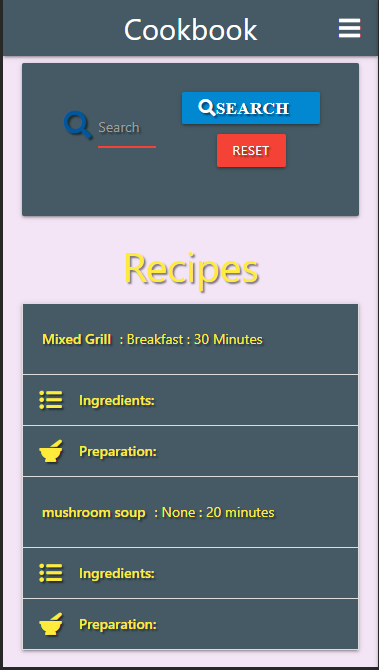 Cookbook
Search
SEARCH
RESET
Recipes
Mixed Grill : Breakfast : 30 Minutes
Ingredients:
Preparation:
mushroom soup : None : 20 minutes
Ingredients:
Preparation: